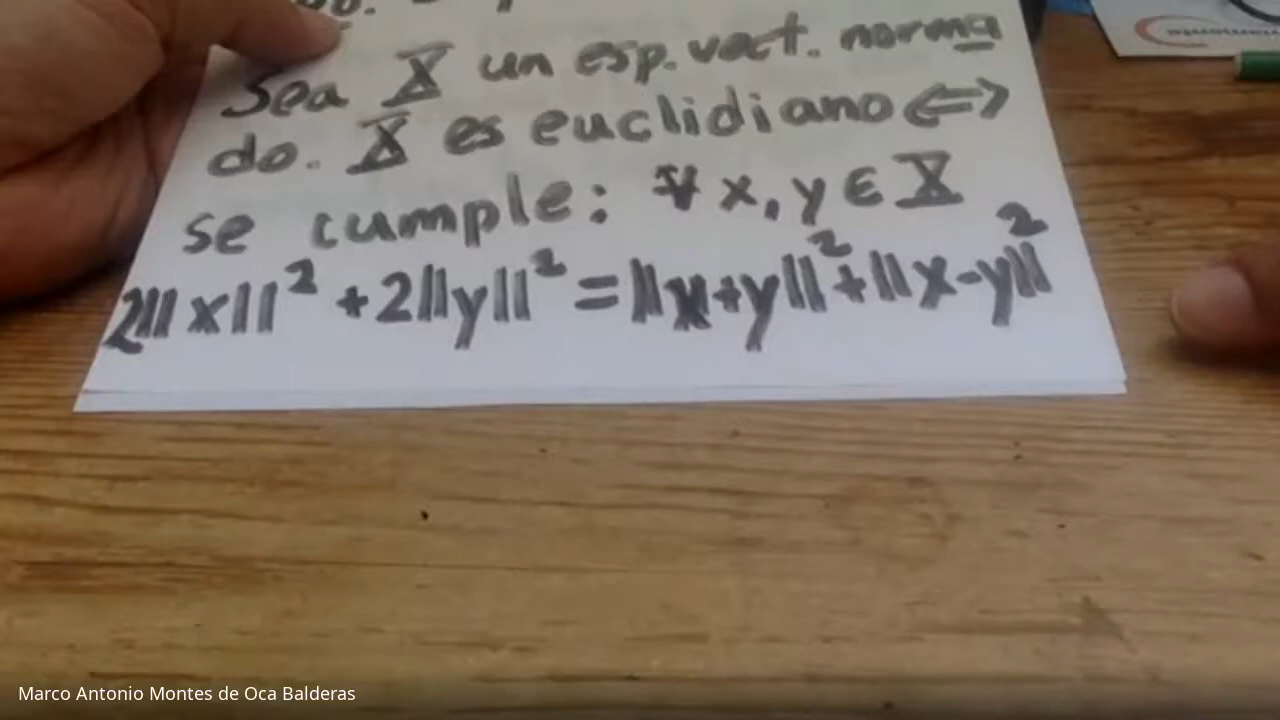 Sea X un esp. vect. norma
do. X es euclidiano ⟺
se cumple: ∀ x, y ∈ X
2||x||² + 2||y||² = ||x+y||² + ||x-y||²
Marco Antonio Montes de Oca Balderas